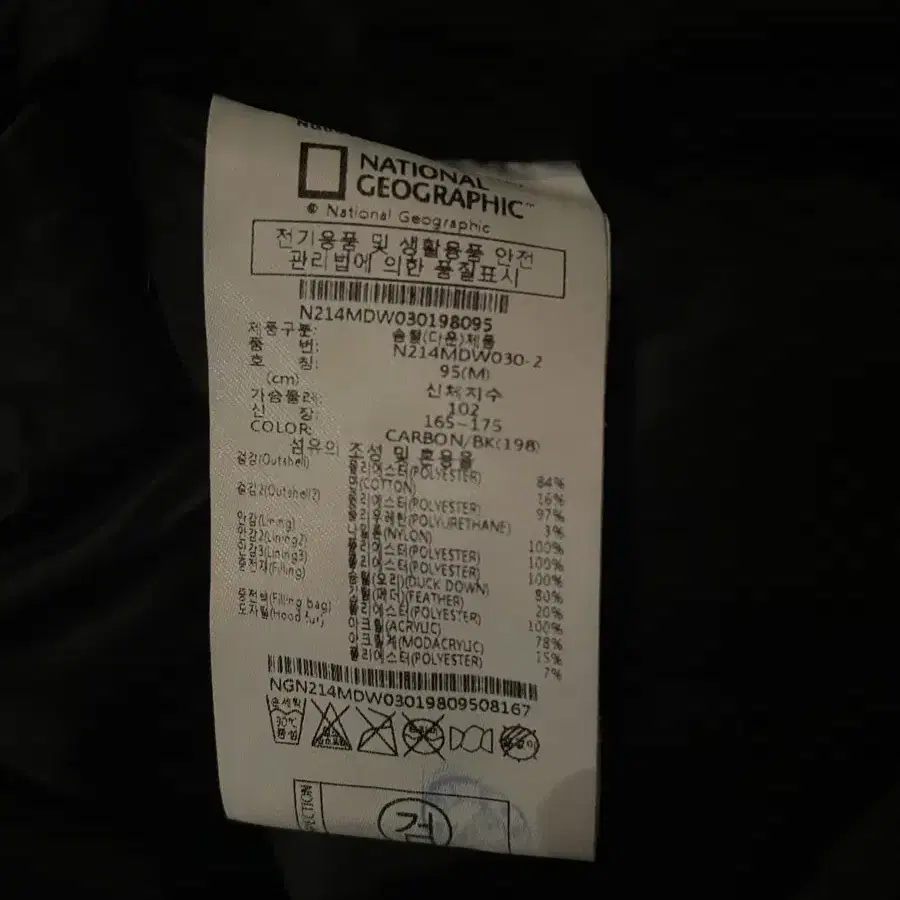 NATIONAL
GEOGRAPHIC™
© National Geographic
전기용품 및 생활용품 안전
관리법에 의한 품질표시
N214MDW030198095
제품구분: 솜털(다운)제품
품 번: N214MDW030-2
호 칭: 95(M)
(cm) 신체치수
가슴둘레: 102
신 장: 165~175
COLOR: CARBON/BK(198)
섬유의 조성 및 혼용율
겉감(Outshell) 폴리에스터(POLYESTER) 84%
면(COTTON) 16%
겉감2(Outshell2) 폴리에스터(POLYESTER) 97%
폴리우레탄(POLYURETHANE) 3%
안감(Lining) 나일론(NYLON) 100%
안감2(Lining2) 폴리에스터(POLYESTER) 100%
안감3(Lining3) 폴리에스터(POLYESTER) 100%
충전재(Filling) 솜털(오리)(DUCK DOWN) 80%
깃털(페더)(FEATHER) 20%
충전백(Filling bag) 폴리에스터(POLYESTER) 100%
모자털(Hood fur) 아크릴(ACRYLIC) 78%
아크릴계(MODACRYLIC) 15%
폴리에스터(POLYESTER) 7%
NGN214MDW03019809508167
손세탁
30℃
중성
검